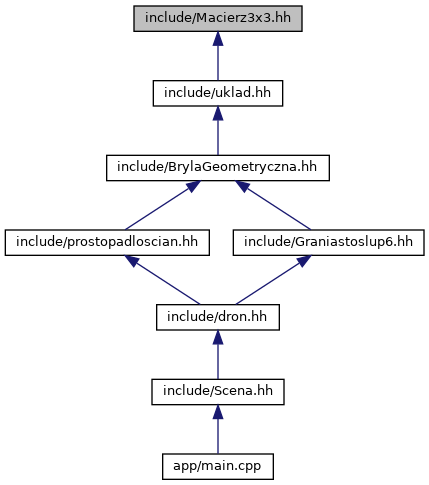 include/Macierz3x3.hh
include/uklad.hh
include/BrylaGeometryczna.hh
include/prostopadloscian.hh
include/Graniastoslup6.hh
include/dron.hh
include/Scena.hh
app/main.cpp